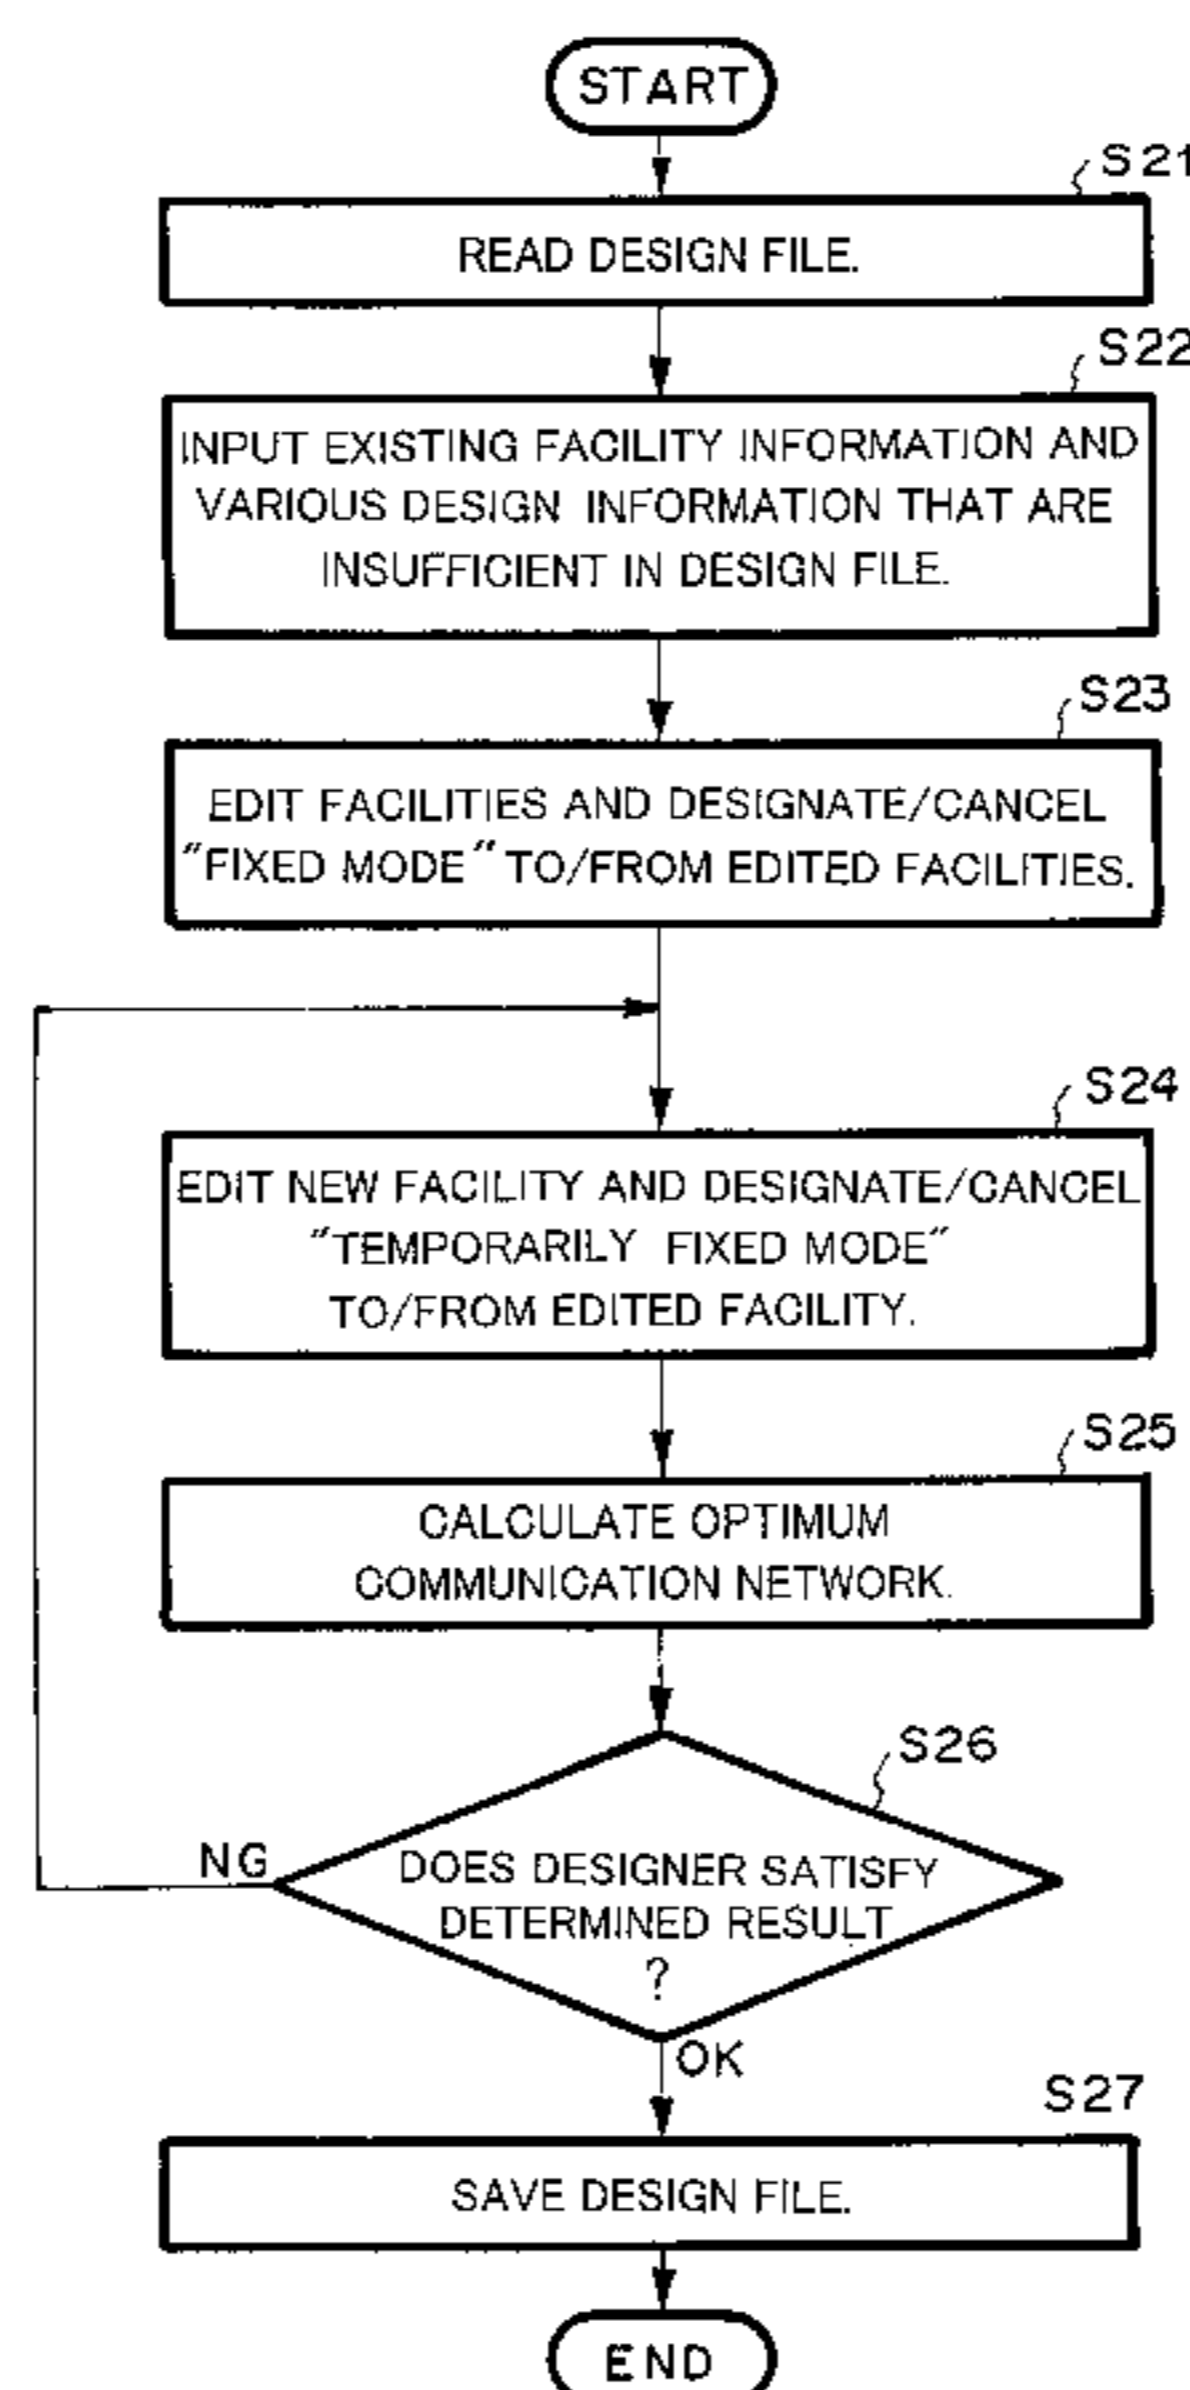 START
S21
READ DESIGN FILE.
S22
INPUT EXISTING FACILITY INFORMATION AND
VARIOUS DESIGN INFORMATION THAT ARE
INSUFFICIENT IN DESIGN FILE.
S23
EDIT FACILITIES AND DESIGNATE/CANCEL
"FIXED MODE" TO/FROM EDITED FACILITIES.
S24
EDIT NEW FACILITY AND DESIGNATE/CANCEL
"TEMPORARILY FIXED MODE"
TO/FROM EDITED FACILITY.
S25
CALCULATE OPTIMUM
COMMUNICATION NETWORK.
S26
NG
DOES DESIGNER SATISFY
DETERMINED RESULT
?
OK
S27
SAVE DESIGN FILE.
END